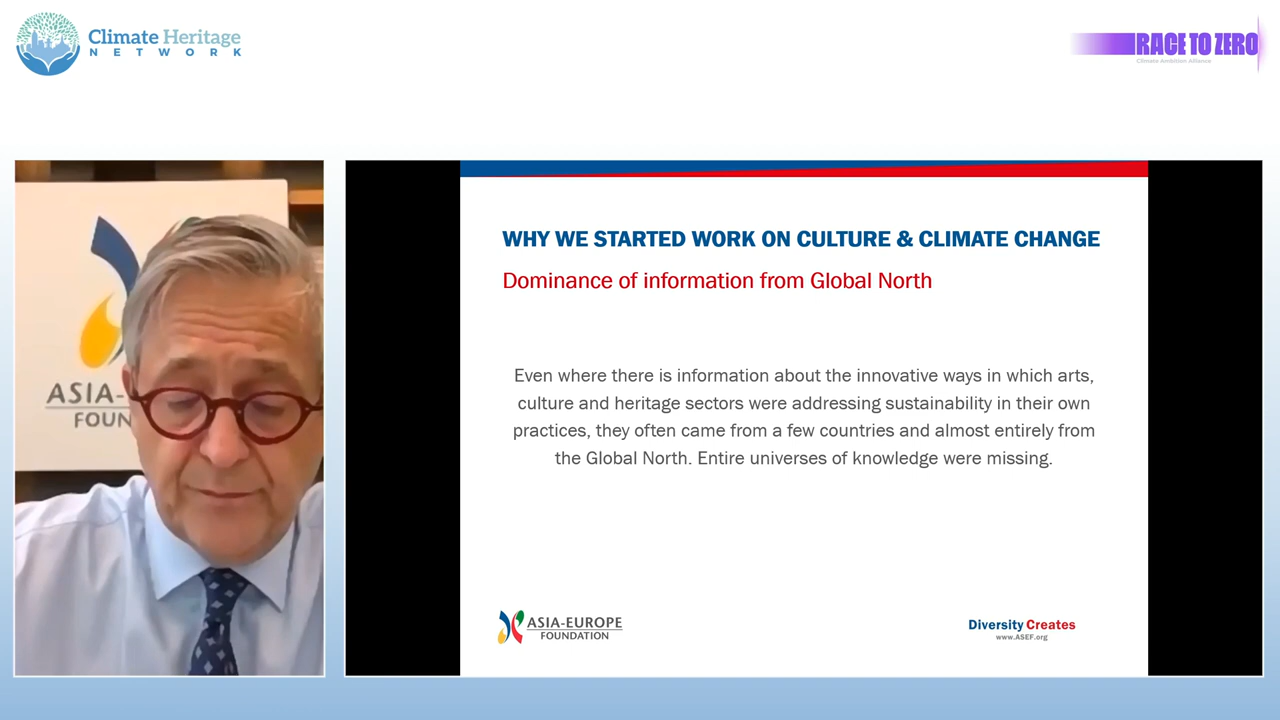 Climate Heritage
NETWORK
RACE TO ZERO
Climate Ambition Alliance
ASIA-
FOUN
WHY WE STARTED WORK ON CULTURE & CLIMATE CHANGE
Dominance of information from Global North
Even where there is information about the innovative ways in which arts,
culture and heritage sectors were addressing sustainability in their own
practices, they often came from a few countries and almost entirely from
the Global North. Entire universes of knowledge were missing.
ASIA-EUROPE
FOUNDATION
Diversity Creates
www.ASEF.org